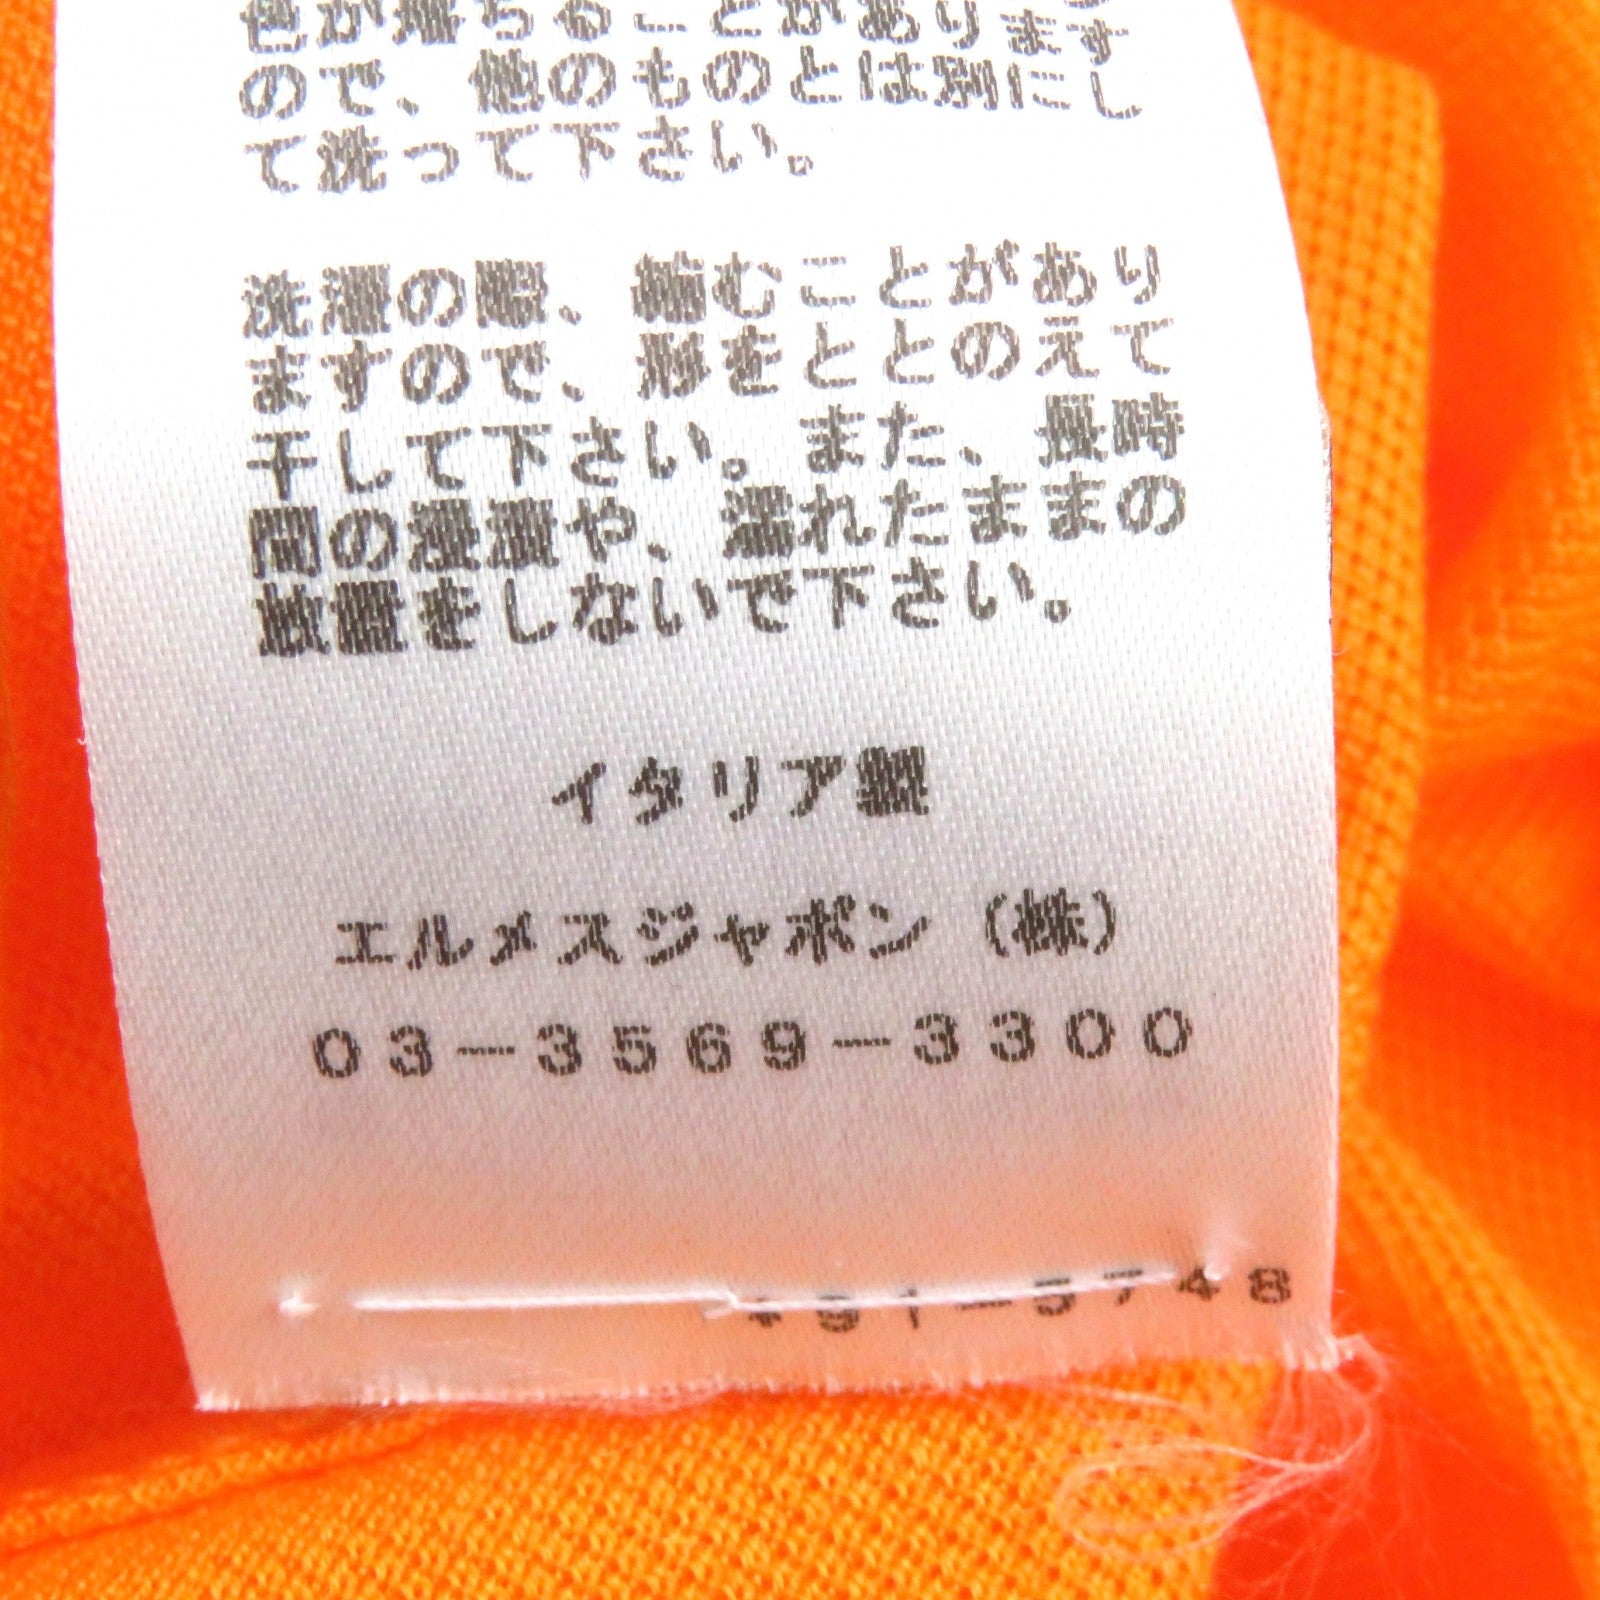 色が落ちることがあります
ので、他のものとは別にし
て洗って下さい。
洗濯の際、縮むことがあり
ますので、形をととのえて
干して下さい。また、長時
間の浸漬や、濡れたままの
放置をしないで下さい。
イタリア製
エルメスジャポン（株）
03-3569-3300
91-5748